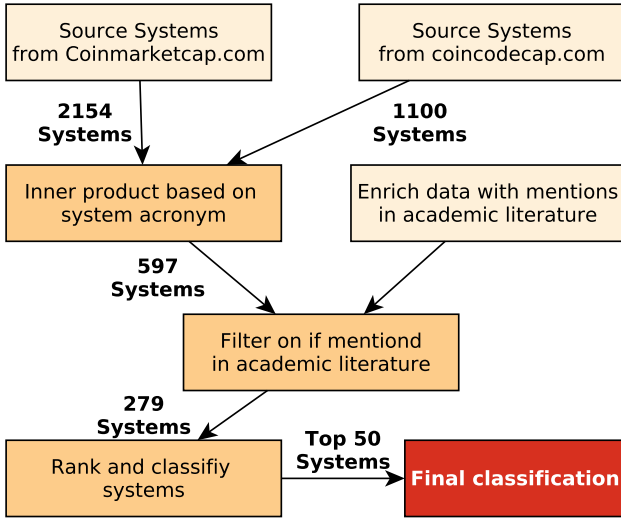 Source Systems
from Coinmarketcap.com
Source Systems
from coincodecap.com
2154
Systems
1100
Systems
Inner product based on
system acronym
Enrich data with mentions
in academic literature
597
Systems
Filter on if mentiond
in academic literature
279
Systems
Rank and classifiy
systems
Top 50
Systems
Final classification